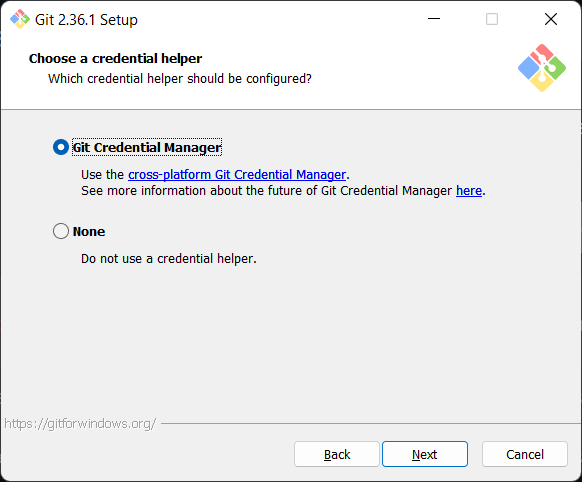 Git 2.36.1 Setup
Choose a credential helper
Which credential helper should be configured?
Git Credential Manager
Use the cross-platform Git Credential Manager.
See more information about the future of Git Credential Manager here.
None
Do not use a credential helper.
https://gitforwindows.org/
Back Next Cancel